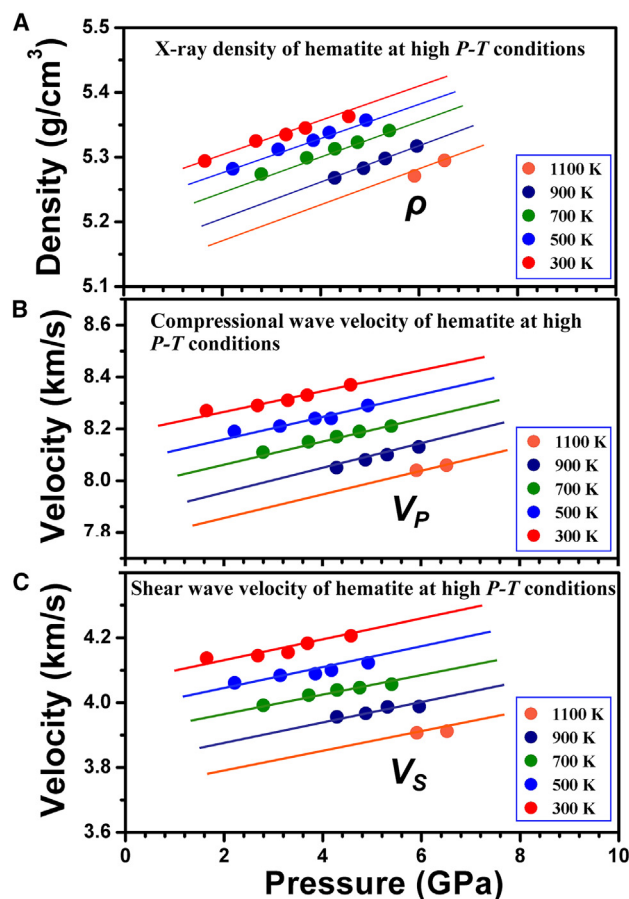 A
X-ray density of hematite at high P-T conditions
Density (g/cm³)
5.5
5.4
5.3
5.2
5.1
ρ
1100 K
900 K
700 K
500 K
300 K
B
Compressional wave velocity of hematite at high
P-T conditions
Velocity (km/s)
8.6
8.4
8.2
8.0
7.8
VP
1100 K
900 K
700 K
500 K
300 K
C
Shear wave velocity of hematite at high P-T conditions
Velocity (km/s)
4.2
4.0
3.8
3.6
VS
1100 K
900 K
700 K
500 K
300 K
0 2 4 6 8 10
Pressure (GPa)